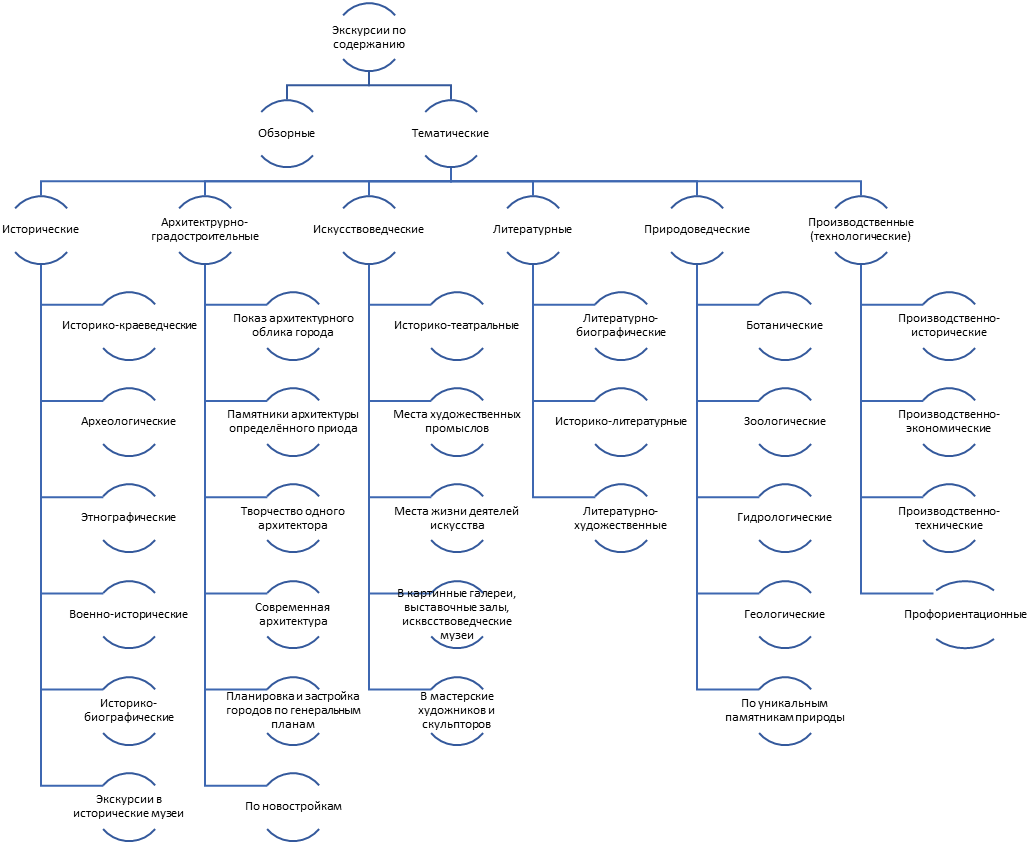 Экскурсии по
содержанию
Обзорные
Тематические
Исторические
Архитектрурно-
градостроительные
Искусствоведческие
Литературные
Природоведческие
Производственные
(технологические)
Историко-краеведческие
Археологические
Этнографические
Военно-исторические
Историко-
биографические
Экскурсии в
исторические музеи
Показ архитектурного
облика города
Памятники архитектуры
определённого приода
Творчество одного
архитектора
Современная
архитектура
Планировка и застройка
городов по генеральным
планам
По новостройкам
Историко-театральные
Места художественных
промыслов
Места жизни деятелей
искусства
В картинные галереи,
выставочные залы,
исквсствоведческие
музеи
В мастерские
художников и
скульпторов
Литературно-
биографические
Историко-литературные
Литературно-
художественные
Ботанические
Зоологические
Гидрологические
Геологические
По уникальным
памятникам природы
Производственно-
исторические
Производственно-
экономические
Производственно-
технические
Профориентационные